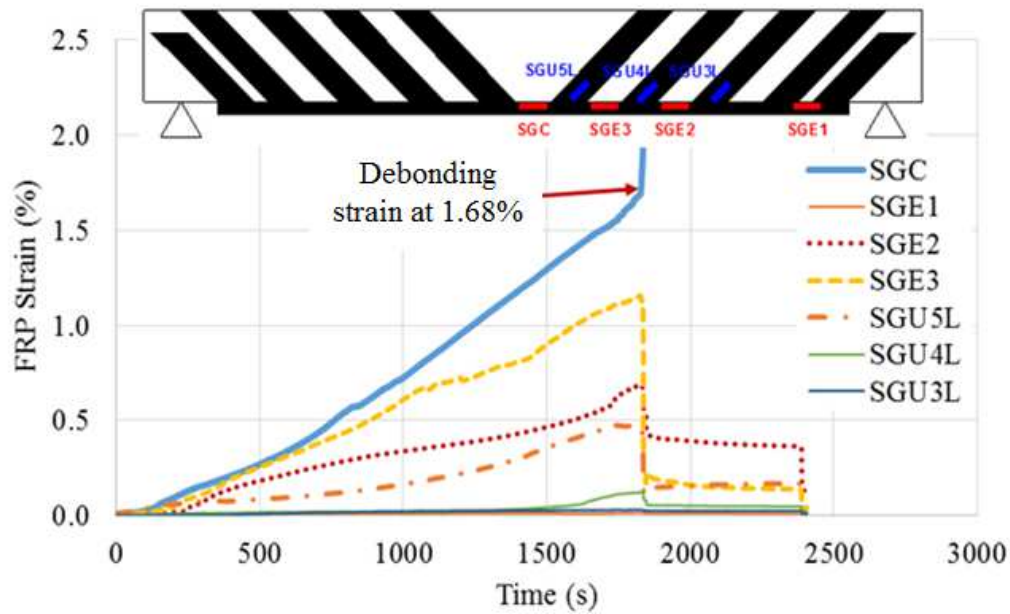 2.5
2.0
1.5
1.0
0.5
0.0
FRP Strain (%)
SGU5L SGU4L SGU3L
SGC SGE3 SGE2 SGE1
Debonding
strain at 1.68%
SGC
SGE1
SGE2
SGE3
SGU5L
SGU4L
SGU3L
0 500 1000 1500 2000 2500 3000
Time (s)